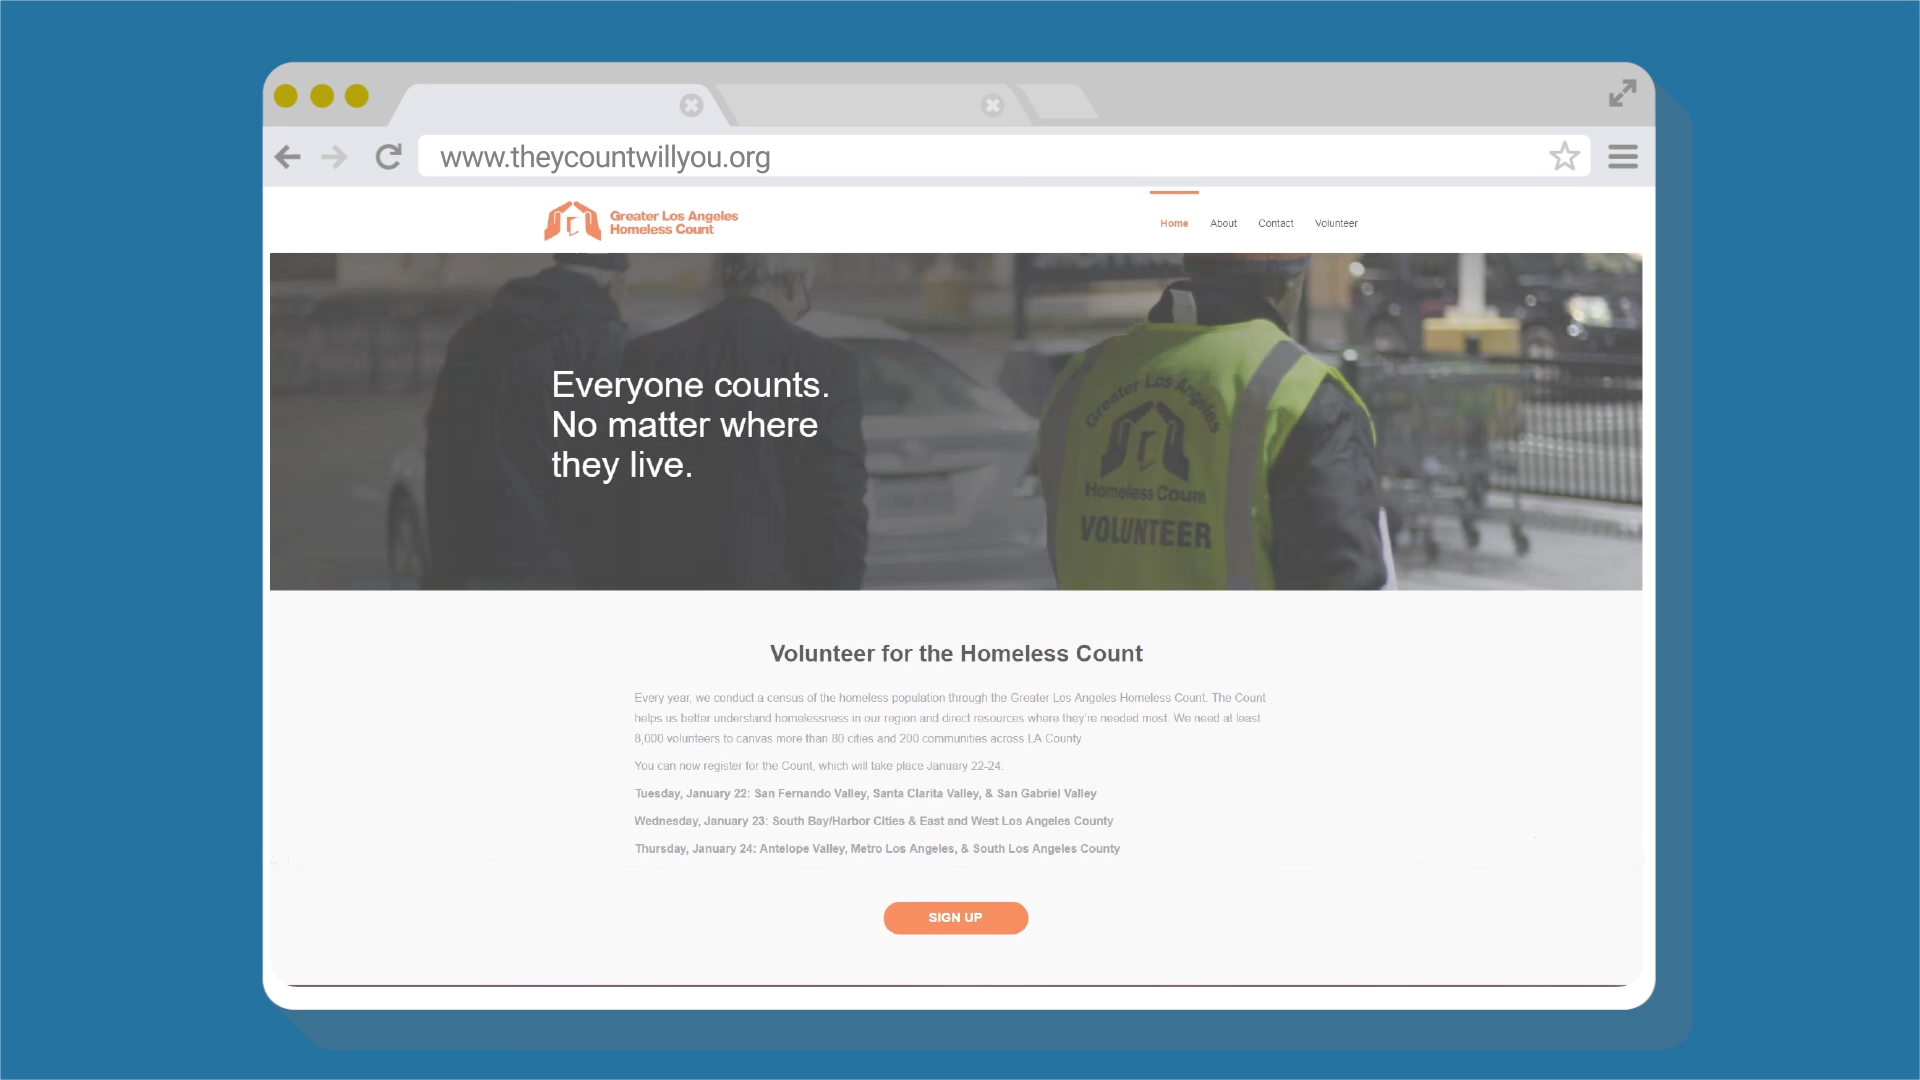 www.theycountwillyou.org
Greater Los Angeles
Homeless Count
Home About Contact Volunteer
Everyone counts.
No matter where
they live.
Greater Los Angeles
Homeless Count
VOLUNTEER
Volunteer for the Homeless Count
Every year, we conduct a census of the homeless population through the Greater Los Angeles Homeless Count. The Count
helps us better understand homelessness in our region and direct resources where they're needed most. We need at least
8,000 volunteers to canvas more than 80 cities and 200 communities across LA County
You can now register for the Count, which will take place January 22-24:
Tuesday, January 22: San Fernando Valley, Santa Clarita Valley, & San Gabriel Valley
Wednesday, January 23: South Bay/Harbor Cities & East and West Los Angeles County
Thursday, January 24: Antelope Valley, Metro Los Angeles, & South Los Angeles County
SIGN UP